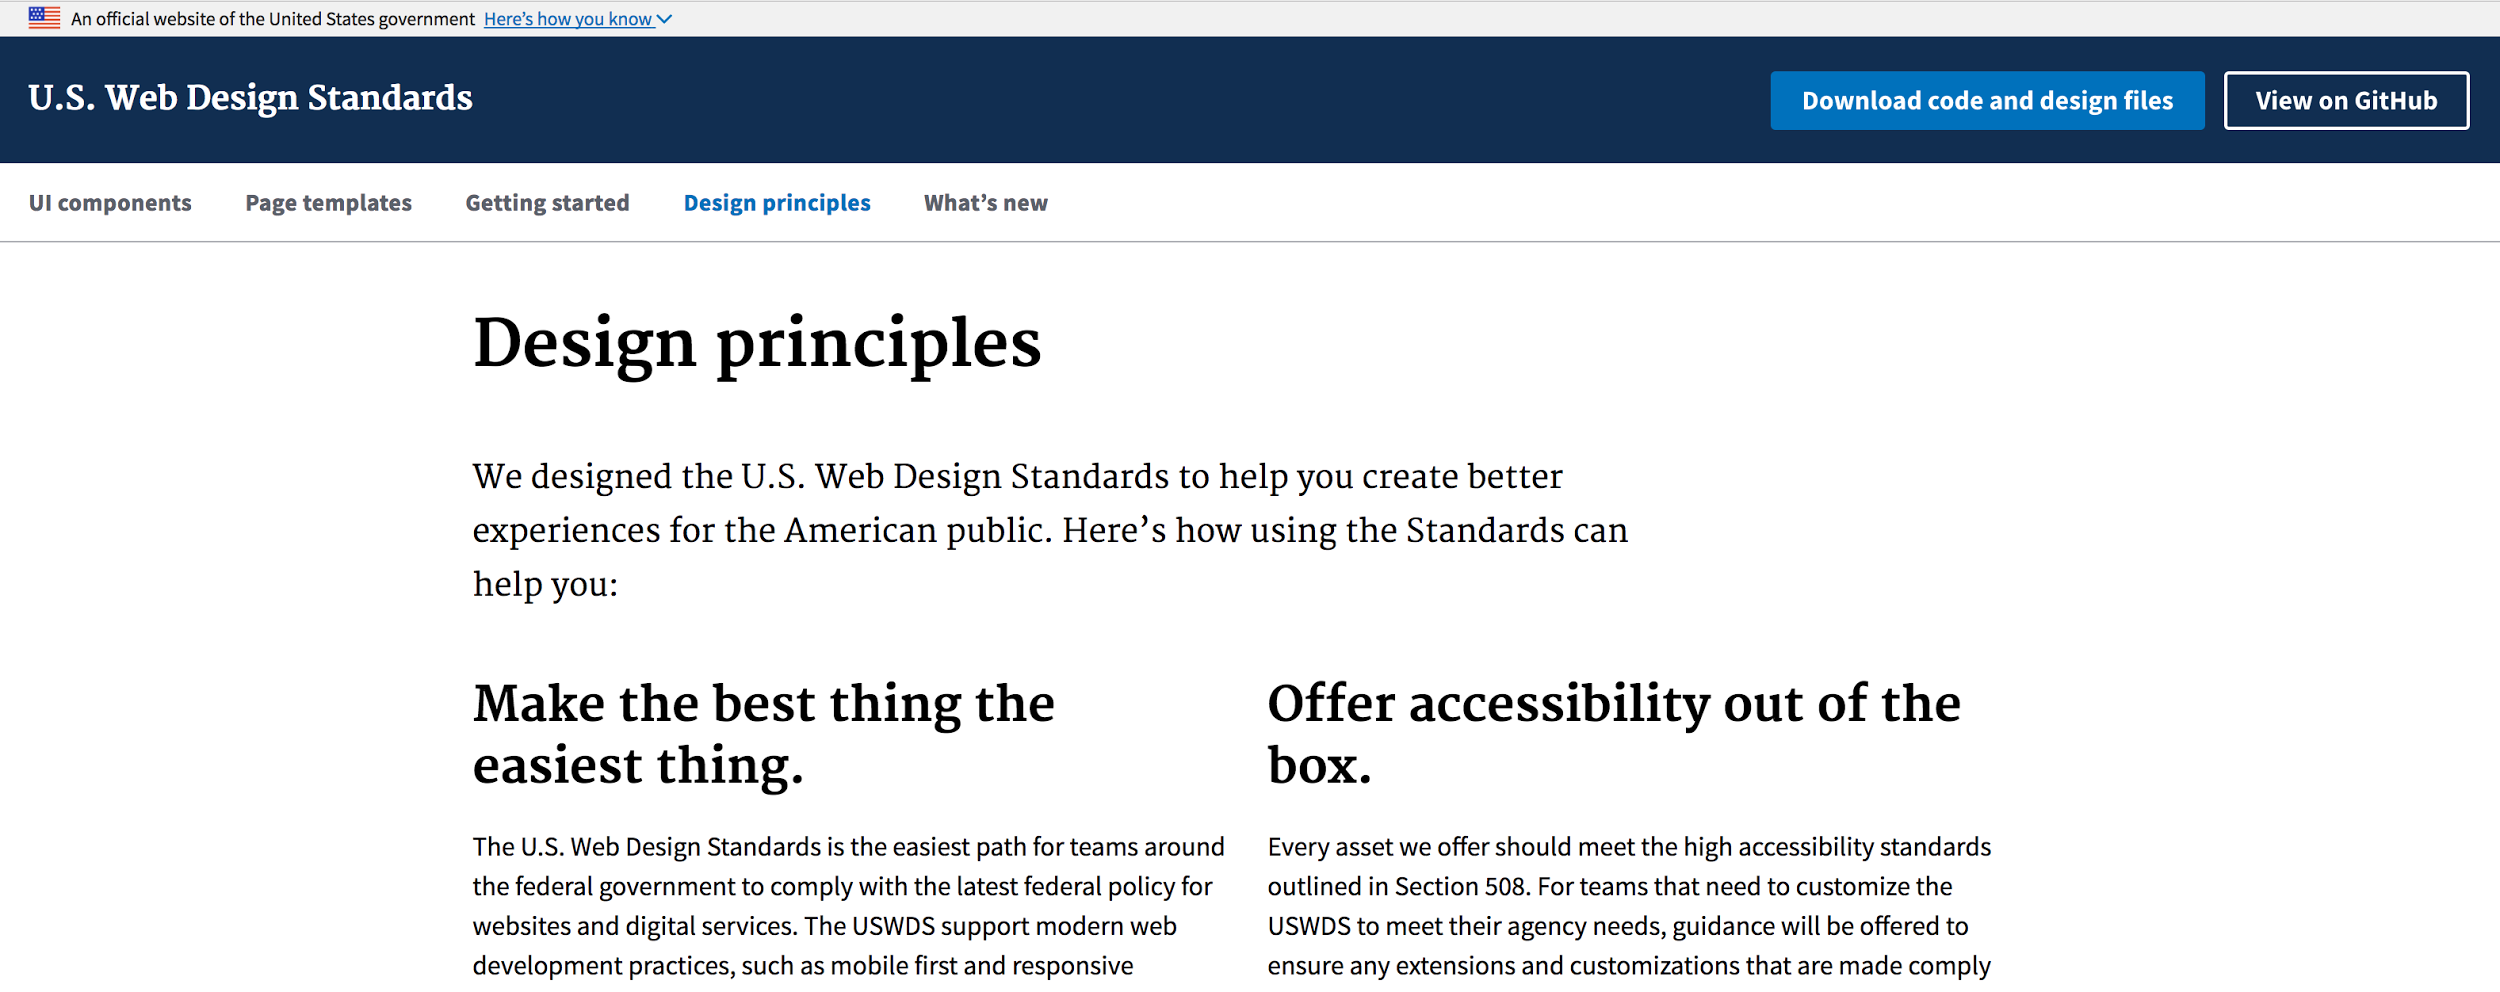 An official website of the United States government Here’s how you know
U.S. Web Design Standards
Download code and design files
View on GitHub
UI components
Page templates
Getting started
Design principles
What’s new
Design principles
We designed the U.S. Web Design Standards to help you create better
experiences for the American public. Here’s how using the Standards can
help you:
Make the best thing the
easiest thing.
The U.S. Web Design Standards is the easiest path for teams around
the federal government to comply with the latest federal policy for
websites and digital services. The USWDS support modern web
development practices, such as mobile first and responsive
Offer accessibility out of the
box.
Every asset we offer should meet the high accessibility standards
outlined in Section 508. For teams that need to customize the
USWDS to meet their agency needs, guidance will be offered to
ensure any extensions and customizations that are made comply